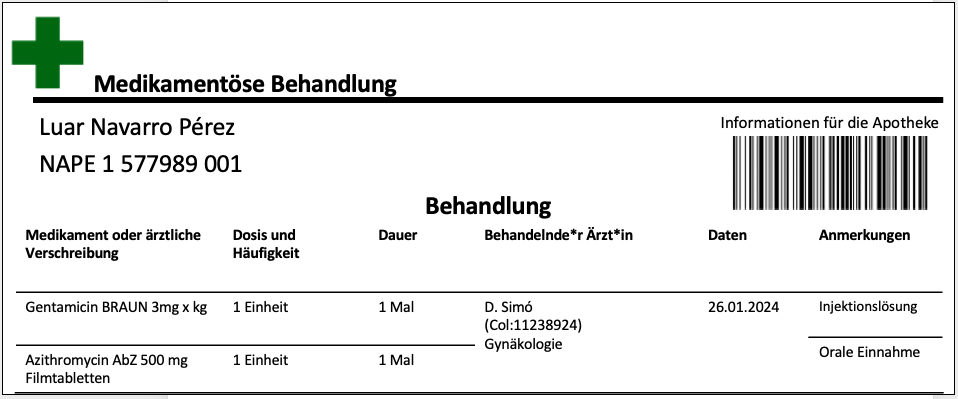 Medikamentöse Behandlung
Luar Navarro Pérez
NAPE 1 577989 001
Informationen für die Apotheke
Behandlung
Medikament oder ärztliche Verschreibung
Dosis und Häufigkeit
Dauer
Behandelnde*r Ärzt*in
Daten
Anmerkungen
Gentamicin BRAUN 3mg x kg
1 Einheit
1 Mal
D. Simó
(Col:11238924)
Gynäkologie
26.01.2024
Injektionslösung
Azithromycin AbZ 500 mg
Filmtabletten
1 Einheit
1 Mal
Orale Einnahme